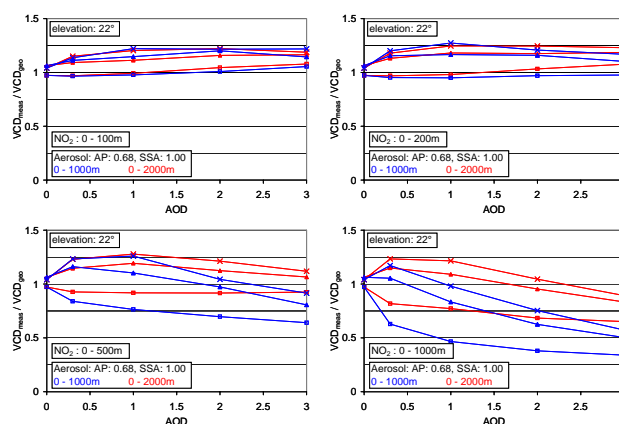 1.5
elevation: 22°
1
0.5
NO2 : 0 - 100m
Aerosol: AP: 0.68, SSA: 1.00
0 - 1000m 0 - 2000m
0
0 0.5 1 1.5 2 2.5 3
AOD
VCDmeas / VCDgeo
1.5
elevation: 22°
1
0.5
NO2 : 0 - 200m
Aerosol: AP: 0.68, SSA: 1.00
0 - 1000m 0 - 2000m
0
0 0.5 1 1.5 2 2.5
AOD
VCDmeas / VCDgeo
1.5
elevation: 22°
1
0.5
NO2 : 0 - 500m
Aerosol: AP: 0.68, SSA: 1.00
0 - 1000m 0 - 2000m
0
0 0.5 1 1.5 2 2.5 3
AOD
VCDmeas / VCDgeo
1.5
elevation: 22°
1
0.5
NO2 : 0 - 1000m
Aerosol: AP: 0.68, SSA: 1.00
0 - 1000m 0 - 2000m
0
0 0.5 1 1.5 2 2.5
AOD
VCDmeas / VCDgeo